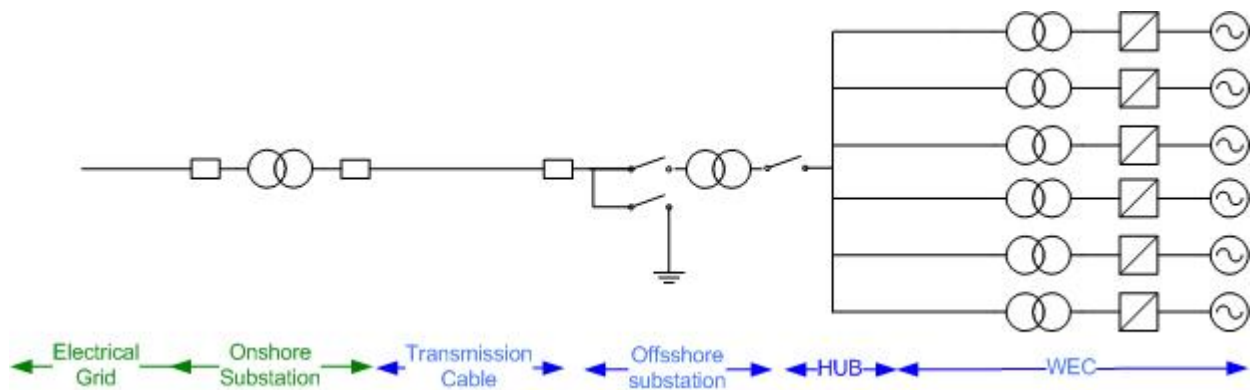 Electrical
Grid
Onshore
Substation
Transmission
Cable
Offsshore
substation
HUB
WEC